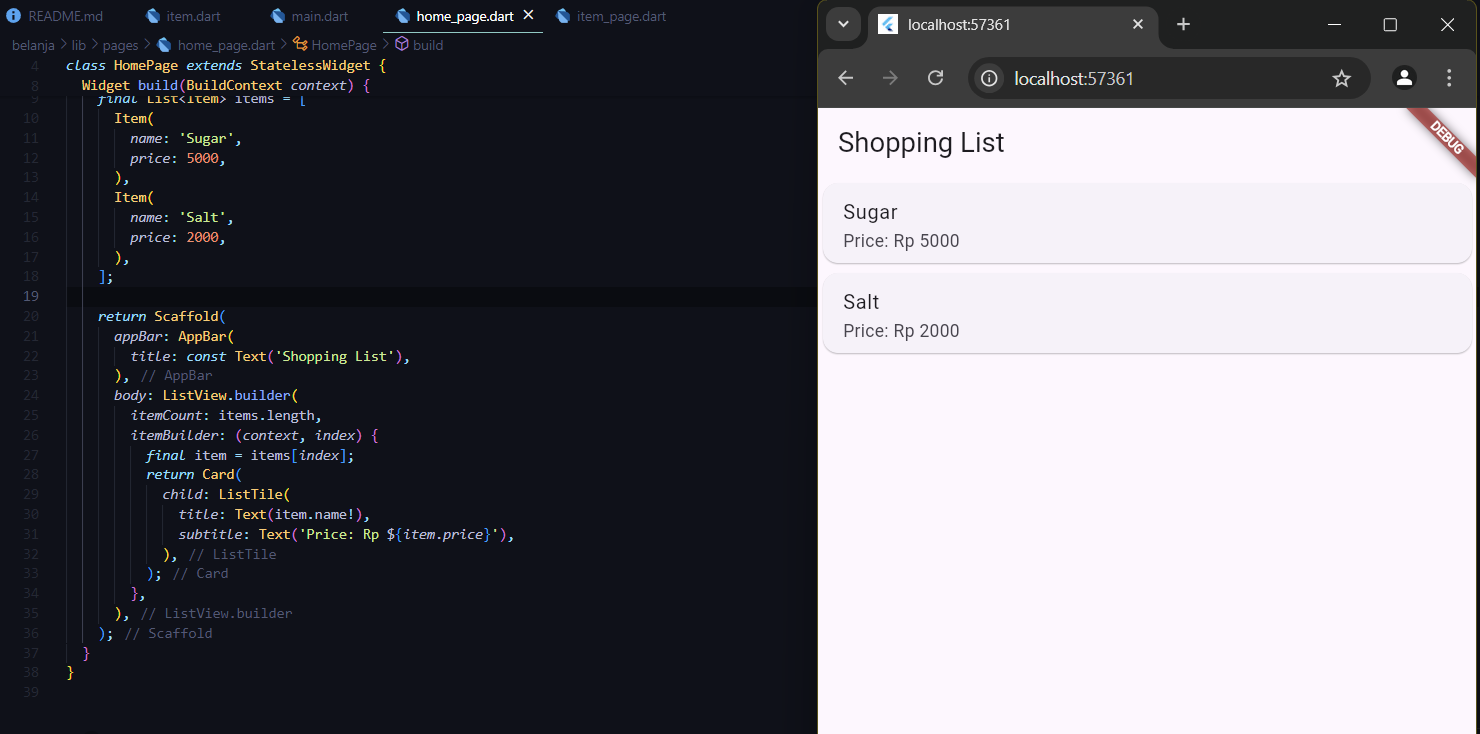 README.md item.dart main.dart home_page.dart item_page.dart
belanja > lib > pages > home_page.dart > HomePage > build
4 class HomePage extends StatelessWidget {
8 Widget build(BuildContext context) {
9 final List<Item> items = [
10 Item(
11 name: 'Sugar',
12 price: 5000,
13 ),
14 Item(
15 name: 'Salt',
16 price: 2000,
17 ),
18 ];
19
20 return Scaffold(
21 appBar: AppBar(
22 title: const Text('Shopping List'),
23 ), // AppBar
24 body: ListView.builder(
25 itemCount: items.length,
26 itemBuilder: (context, index) {
27 final item = items[index];
28 return Card(
29 child: ListTile(
30 title: Text(item.name!),
31 subtitle: Text('Price: Rp ${item.price}'),
32 ), // ListTile
33 ); // Card
34 },
35 ), // ListView.builder
36 ); // Scaffold
37 }
38 }
39
localhost:57361
localhost:57361
Shopping List
DEBUG
Sugar
Price: Rp 5000
Salt
Price: Rp 2000